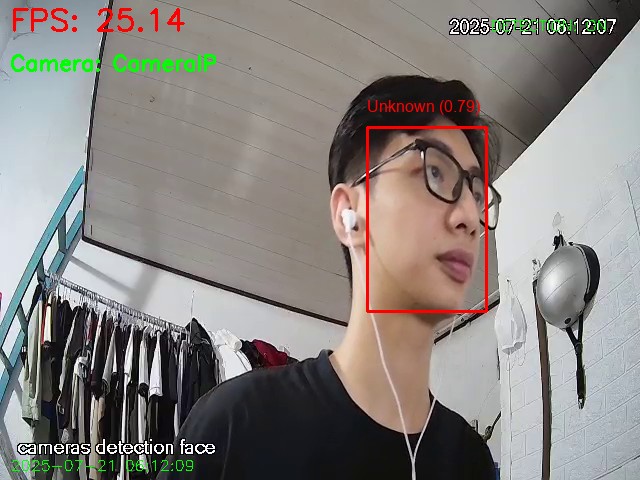 FPS: 25.14
2025-07-21 06:12:07
Camera: CameraIP
Unknown (0.79)
cameras detection face
2025-07-21 06:12:09